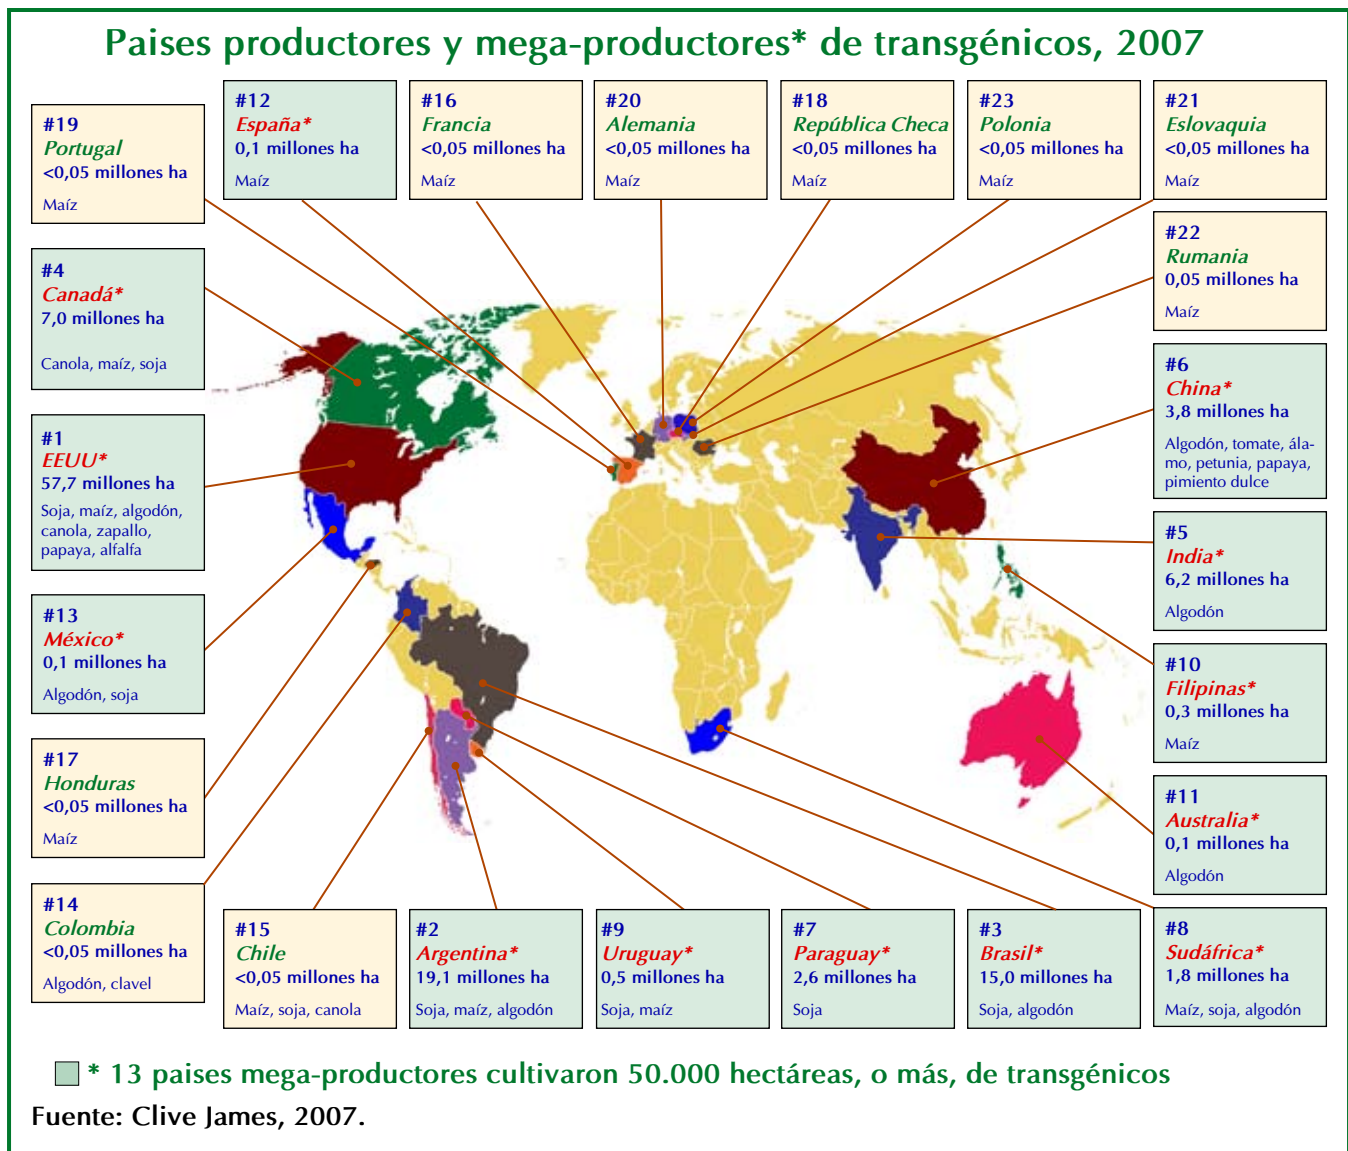 Paises productores y mega-productores* de transgénicos, 2007
#19
Portugal
<0,05 millones ha
Maíz
#12
España*
0,1 millones ha
Maíz
#16
Francia
<0,05 millones ha
Maíz
#20
Alemania
<0,05 millones ha
Maíz
#18
República Checa
<0,05 millones ha
Maíz
#23
Polonia
<0,05 millones ha
Maíz
#21
Eslovaquia
<0,05 millones ha
Maíz
#22
Rumania
0,05 millones ha
Maíz
#4
Canadá*
7,0 millones ha
Canola, maíz, soja
#6
China*
3,8 millones ha
Algodón, tomate, ála-
mo, petunia, papaya,
pimiento dulce
#1
EEUU*
57,7 millones ha
Soja, maíz, algodón,
canola, zapallo,
papaya, alfalfa
#5
India*
6,2 millones ha
Algodón
#13
México*
0,1 millones ha
Algodón, soja
#10
Filipinas*
0,3 millones ha
Maíz
#17
Honduras
<0,05 millones ha
Maíz
#11
Australia*
0,1 millones ha
Algodón
#14
Colombia
<0,05 millones ha
Algodón, clavel
#15
Chile
<0,05 millones ha
Maíz, soja, canola
#2
Argentina*
19,1 millones ha
Soja, maíz, algodón
#9
Uruguay*
0,5 millones ha
Soja, maíz
#7
Paraguay*
2,6 millones ha
Soja
#3
Brasil*
15,0 millones ha
Soja, algodón
#8
Sudáfrica*
1,8 millones ha
Maíz, soja, algodón
* 13 paises mega-productores cultivaron 50.000 hectáreas, o más, de transgénicos
Fuente: Clive James, 2007.